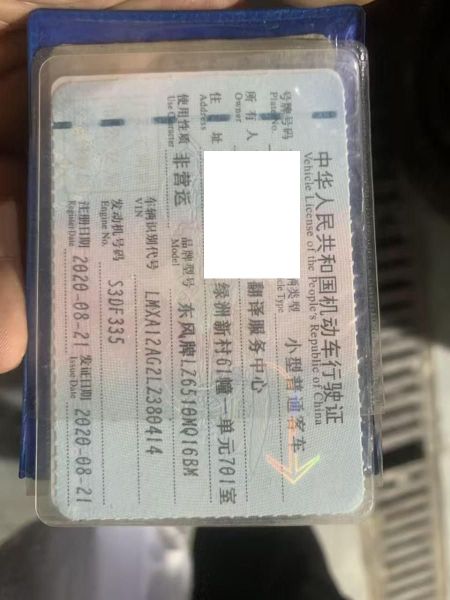 中华人民共和国机动车行驶证
Vehicle License of the People's Republic of China
号牌号码 辆类型 小型普通客车
Plate No. cle Type
所有人 翻译服务中心
Owner
住址 绿洲新村61幢一单元701室
Address
使用性质 非营运 品牌型号 东风牌LZ6510MQ16BM
Use Character Model
车辆识别代号 LMXA12AG2LZ380414
VIN
发动机号码 S3DF335
Engine No.
注册日期 2020-08-21 发证日期 2020-08-21
Register Date Issue Date